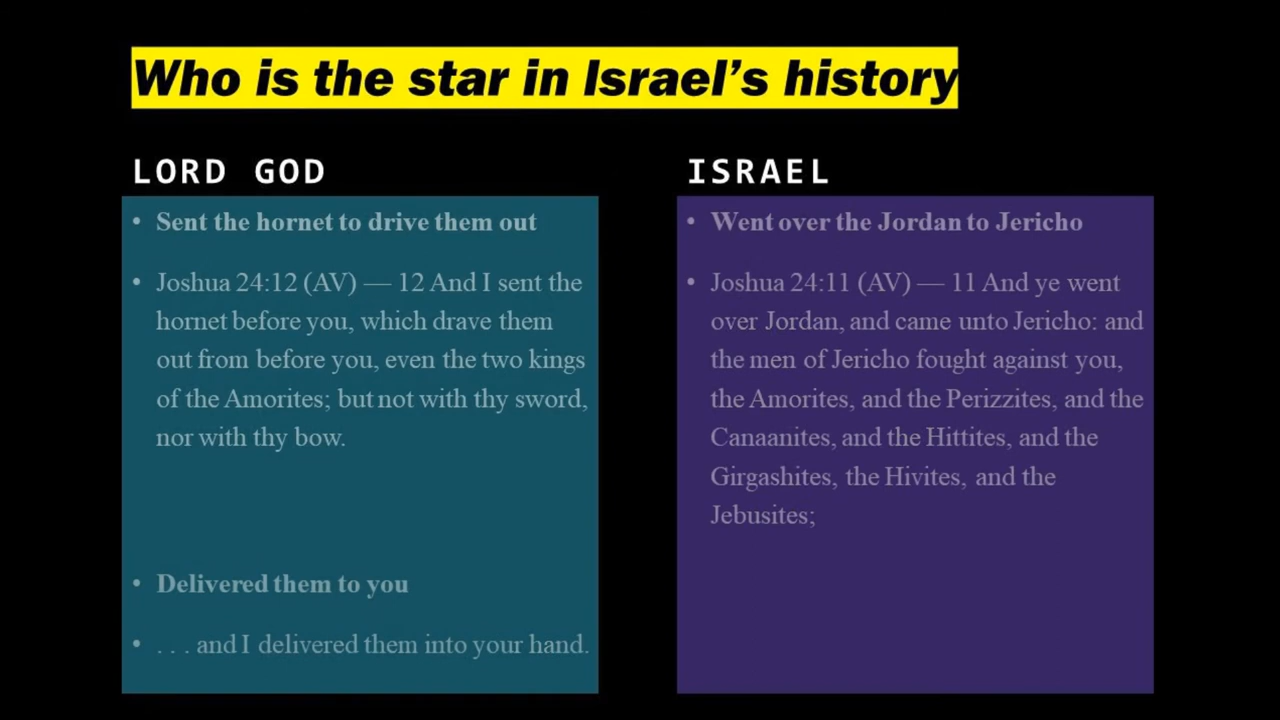 Who is the star in Israel's history
LORD GOD
• Sent the hornet to drive them out
• Joshua 24:12 (AV) — 12 And I sent the
hornet before you, which drave them
out from before you, even the two kings
of the Amorites; but not with thy sword,
nor with thy bow.
• Delivered them to you
• . . . and I delivered them into your hand.
ISRAEL
• Went over the Jordan to Jericho
• Joshua 24:11 (AV) — 11 And ye went
over Jordan, and came unto Jericho: and
the men of Jericho fought against you,
the Amorites, and the Perizzites, and the
Canaanites, and the Hittites, and the
Girgashites, the Hivites, and the
Jebusites;